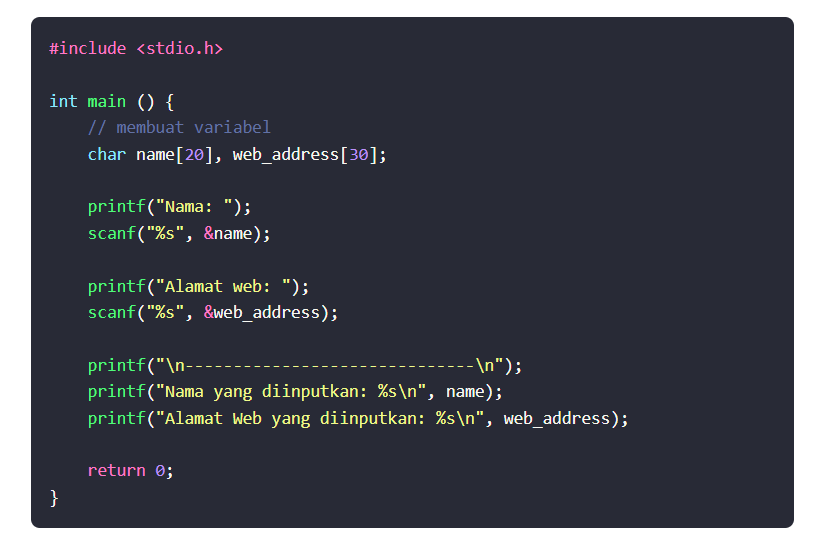 #include <stdio.h>
int main () {
// membuat variabel
char name[20], web_address[30];
printf("Nama: ");
scanf("%s", &name);
printf("Alamat web: ");
scanf("%s", &web_address);
printf("\n------------------------------\n");
printf("Nama yang diinputkan: %s\n", name);
printf("Alamat Web yang diinputkan: %s\n", web_address);
return 0;
}